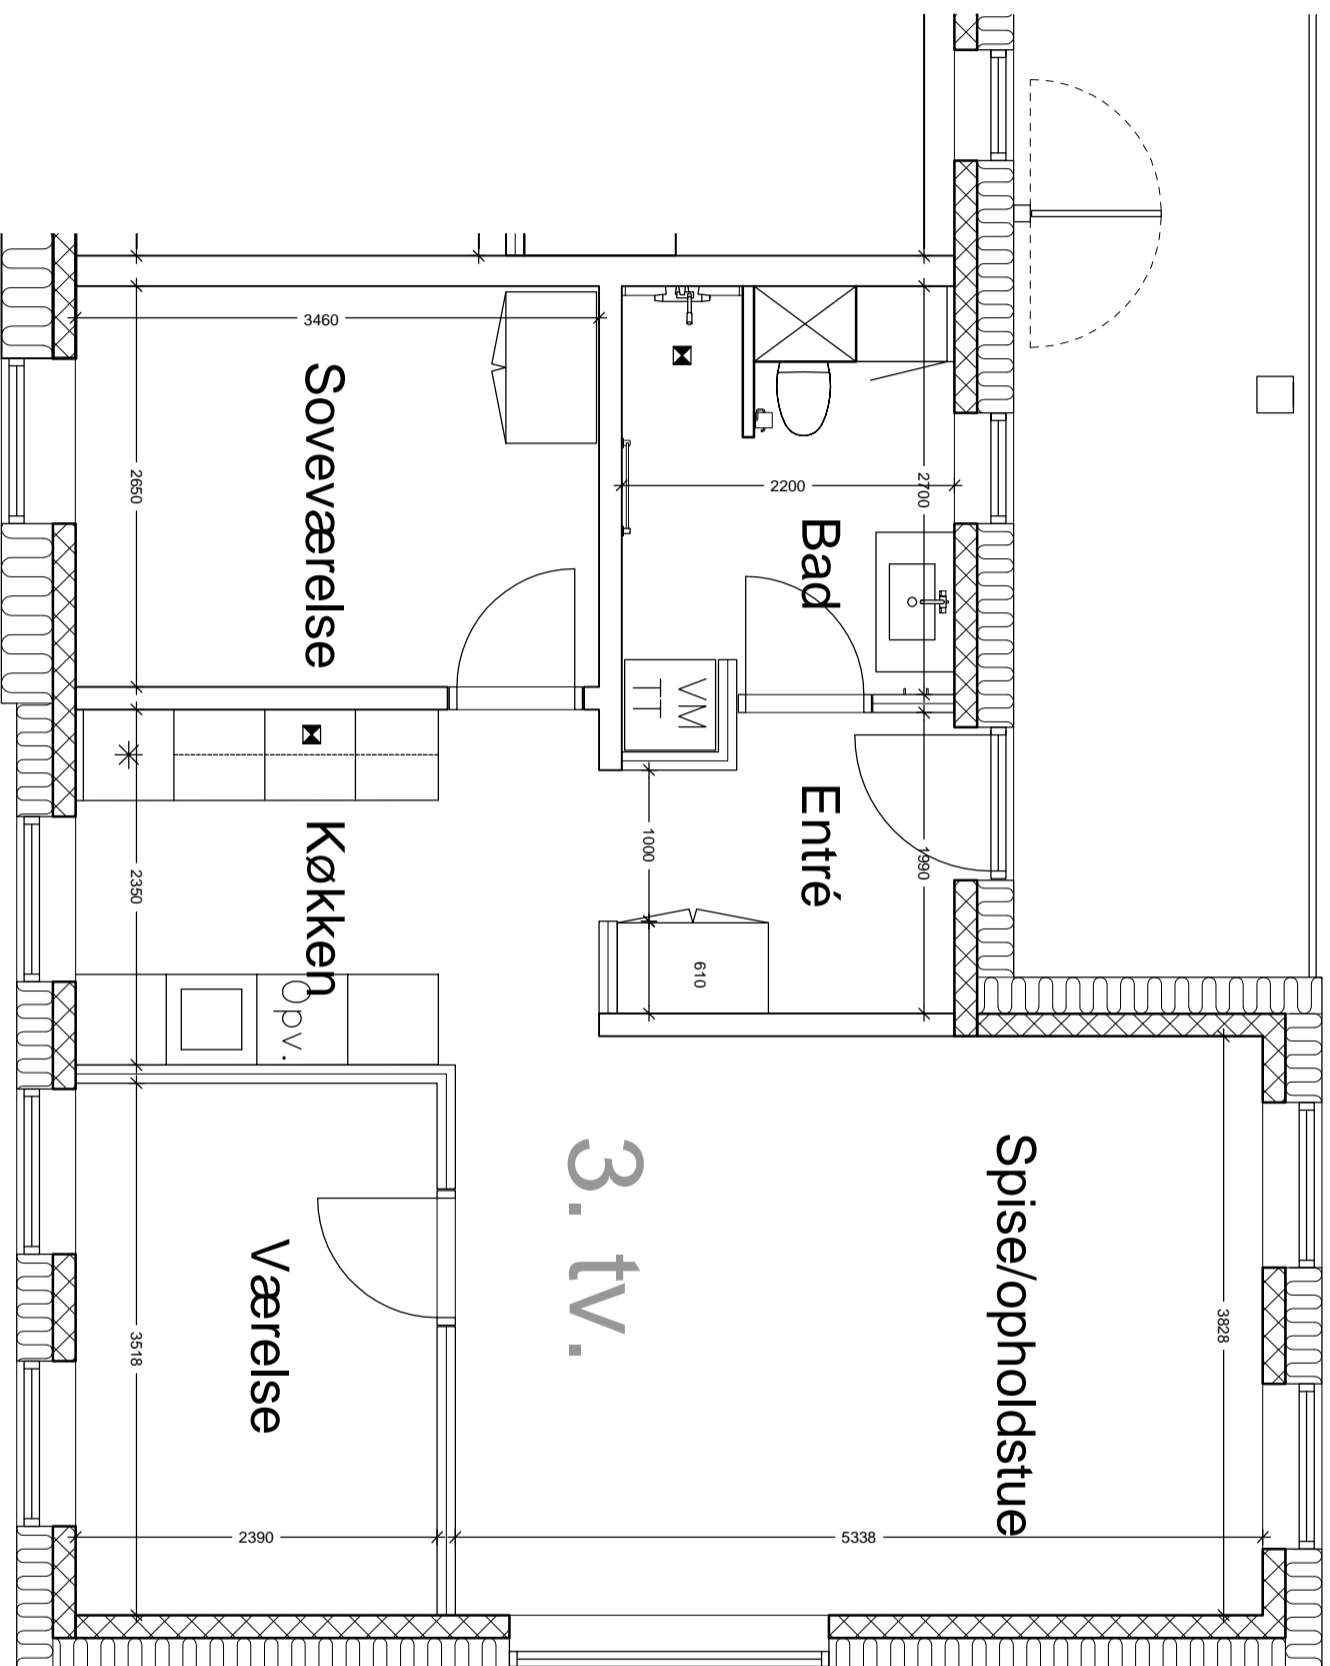 3460
Soveværelse
2650
2200
2700
Bad
VM
TT
Entré
1990
1000
610
Køkken
2350
Opv.
3. tv.
Spise/opholdstue
3828
Værelse
3518
2390
5338